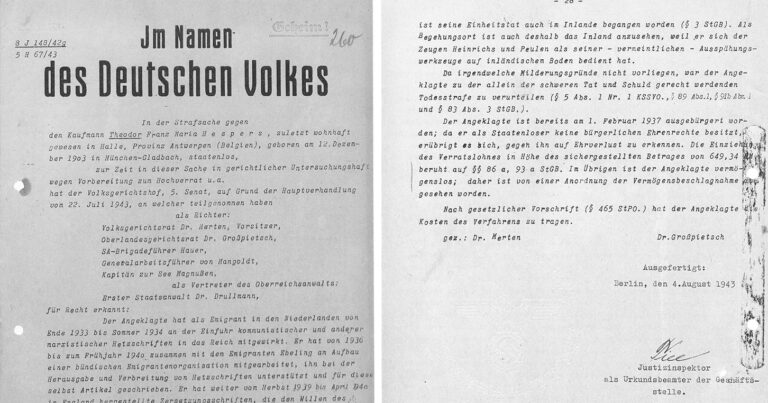 8 J 149/42g
5 H 67/43
Geheim!
260
Im Namen
des Deutschen Volkes
In der Strafsache gegen
den Kaufmann Theodor Franz Maria Hespers, zuletzt wohnhaft
gewesen in Halle, Provinz Antwerpen (Belgien), geboren am 12.Dezem-
ber 1903 in München-Gladbach, staatenlos,
zur Zeit in dieser Sache in gerichtlicher Untersuchungshaft
wegen Vorbereitung zum Hochverrat u.a.
hat der Volksgerichtshof, 5. Senat, auf Grund der Hauptverhandlung
vom 22. Juli 1943, an welcher teilgenommen haben
als Richter:
Volksgerichtsrat Dr. Merten, Vorsitzer,
Oberlandesgerichtsrat Dr. Großpietsch,
SA-Brigadeführer Hauer,
Generalarbeitsführer von Mangoldt,
Kapitän zur See Magnußen,
als Vertreter des Oberreichsanwalts:
Erster Staatsanwalt Dr. Drullmann,
für Recht erkannt:
Der Angeklagte hat als Emigrant in den Niederlanden von
Ende 1933 bis Sommer 1934 an der Einfuhr kommunistischer und anderer
marxistischer Hetzschriften in das Reich mitgewirkt. Er hat von 1936
bis zum Frühjahr 1940 zusammen mit dem Emigranten Ebeling am Aufbau
einer bündischen Emigrantenorganisation mitgearbeitet, ihn bei der
Herausgabe und Verbreitung von Hetzschriften unterstützt und für diese
selbst Artikel geschrieben. Er hat weiter vom Herbst 1939 bis April 1940
in England hergestellte Zersetzungsschriften, die den Willen des
- 26 -
ist seine Einheitstat auch im Inlande begangen worden (§ 3 StGB). Als
Begehungsort ist auch deshalb das Inland anzusehen, weil er sich der
Zeugen Heinrichs und Peulen als seiner - vermeintlichen - Ausspähungs-
werkzeuge auf inländischen Boden bedient hat.
Da irgendwelche Milderungsgründe nicht vorliegen, war der Ange-
klagte zu der allein der schweren Tat und Schuld gerecht werdenden
Todesstrafe zu verurteilen (§ 5 Abs. 1 Nr. 1 KSSVO., § 89 Abs.1, § 91b Abs.1
und § 83 Abs. 3 StGB.).
Der Angeklagte ist bereits am 1. Februar 1937 ausgebürgert wor-
den; da er als Staatenloser keine bürgerlichen Ehrenrechte besitzt,
erübrigt es sich, gegen ihn auf Ehrverlust zu erkennen. Die Einziehung
des Verratslohnes in Höhe des sichergestellten Betrages von 649,34
beruht auf §§ 86 a, 93 a StGB. Im Übrigen ist der Angeklagte vermö-
genslos; daher ist von einer Anordnung der Vermögensbeschlagnahme
gesehen worden.
Nach gesetzlicher Vorschrift (§ 465 StPO.) hat der Angeklagte die
Kosten des Verfahrens zu tragen.
gez.: Dr. Merten Dr.Großpietsch
Ausgefertigt:
Berlin, den 4.August 1943
Justizinspektor
als Urkundsbeamter der Geschäfts-
stelle.